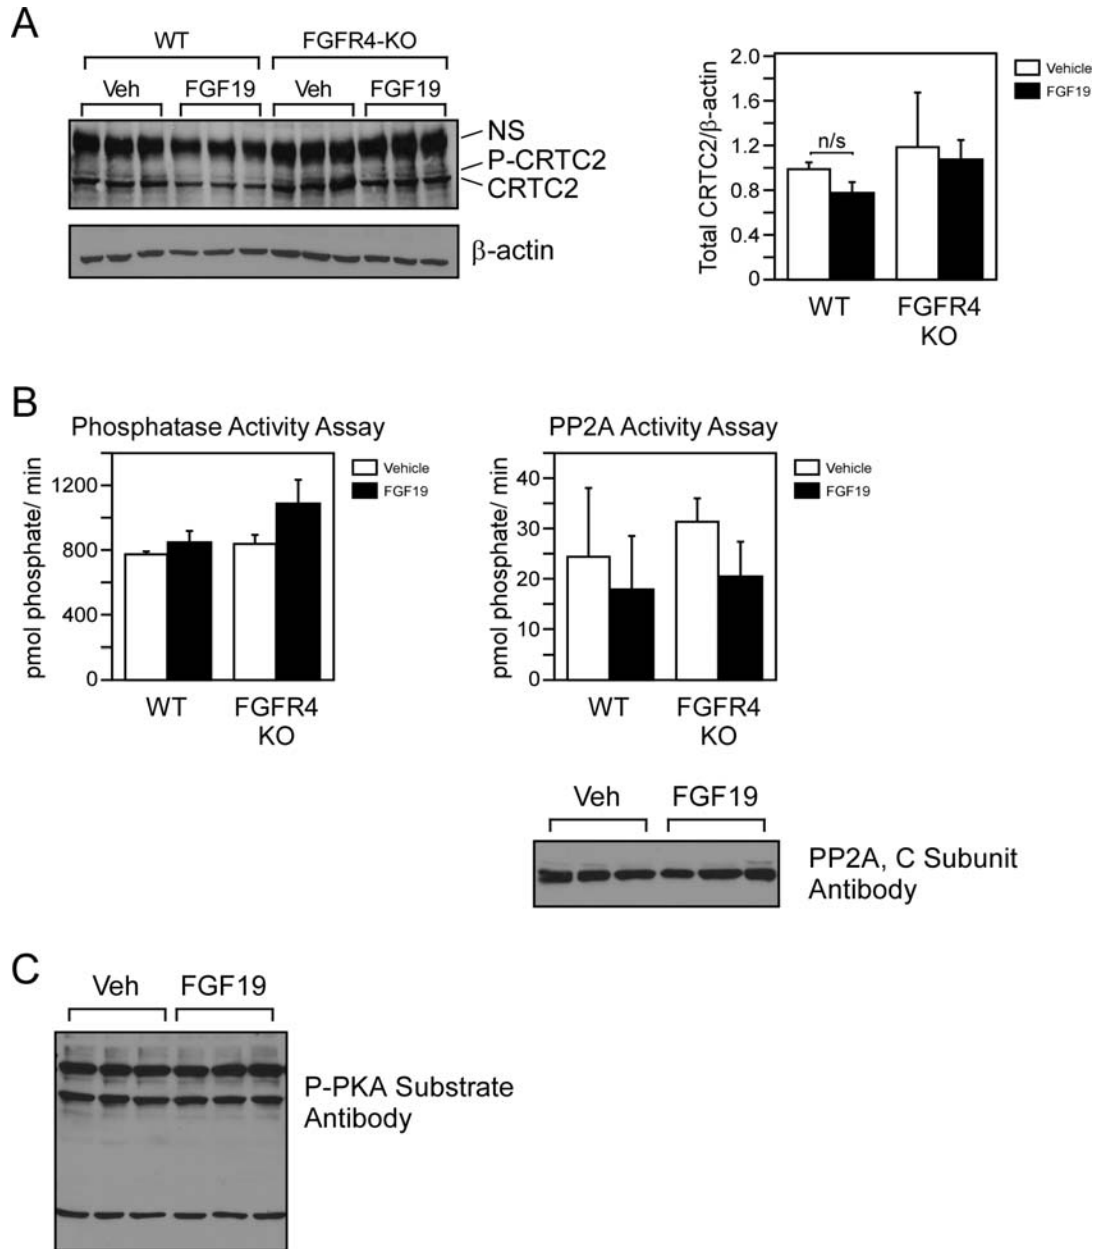 A
WT
FGFR4-KO
Veh
FGF19
Veh
FGF19
NS
P-CRTC2
CRTC2
β-actin
Total CRTC2/β-actin
2.0
1.6
1.2
0.8
0.4
0
n/s
WT
FGFR4
KO
Vehicle
FGF19
B
Phosphatase Activity Assay
pmol phosphate/ min
1200
800
400
0
WT
FGFR4
KO
Vehicle
FGF19
PP2A Activity Assay
pmol phosphate/ min
40
30
20
10
0
WT
FGFR4
KO
Vehicle
FGF19
Veh
FGF19
PP2A, C Subunit
Antibody
C
Veh
FGF19
P-PKA Substrate
Antibody